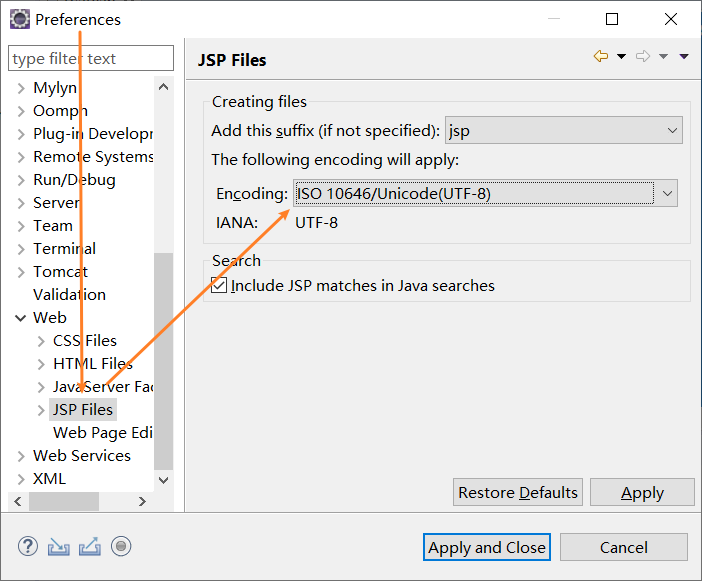 Preferences
type filter text
Mylyn
Oomph
Plug-in Developr
Remote Systems
Run/Debug
Server
Team
Terminal
Tomcat
Validation
Web
CSS Files
HTML Files
JavaServer Fac
JSP Files
Web Page Edi
Web Services
XML
JSP Files
Creating files
Add this suffix (if not specified): jsp
The following encoding will apply:
Encoding: ISO 10646/Unicode(UTF-8)
IANA: UTF-8
Search
Include JSP matches in Java searches
Restore Defaults Apply
Apply and Close Cancel